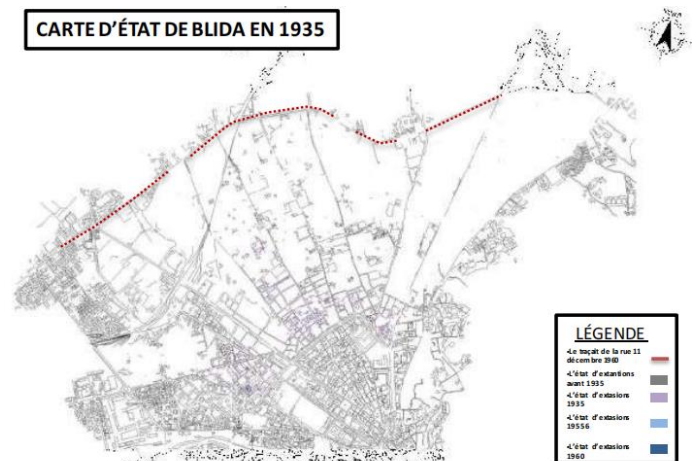 CARTE D'ÉTAT DE BLIDA EN 1935
LÉGENDE
•Le traçait de la rue 11
décembre 1960
•L'état d'extantions
avant 1935
•L'état d'extasions
1935
•L'état d'extasions
19556
•L'état d'extasions
1960